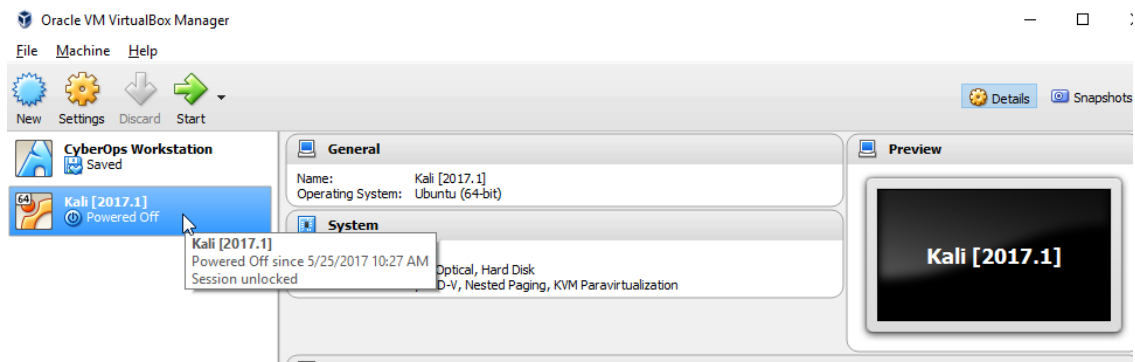 Oracle VM VirtualBox Manager
File Machine Help
New Settings Discard Start
Details Snapshots
CyberOps Workstation
Saved
64
Kali [2017.1]
Powered Off
Kali [2017.1]
Powered Off since 5/25/2017 10:27 AM
Session unlocked
General
Name: Kali [2017.1]
Operating System: Ubuntu (64-bit)
System
Optical, Hard Disk
D-V, Nested Paging, KVM Paravirtualization
Preview
Kali [2017.1]